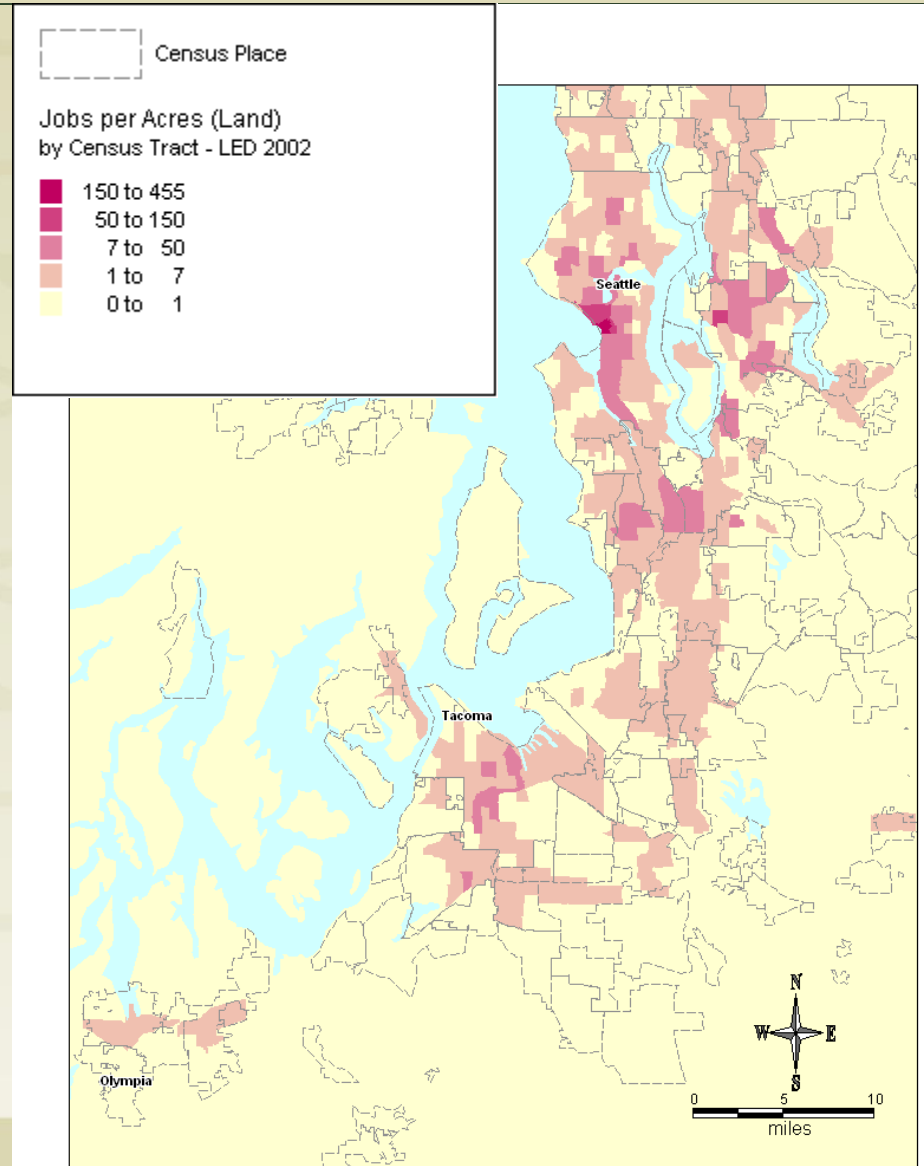 Census Place
Jobs per Acres (Land)
by Census Tract - LED 2002
150 to 455
50 to 150
7 to 50
1 to 7
0 to 1
Seattle
Tacoma
Olympia
N
W E
S
0 5 10
miles